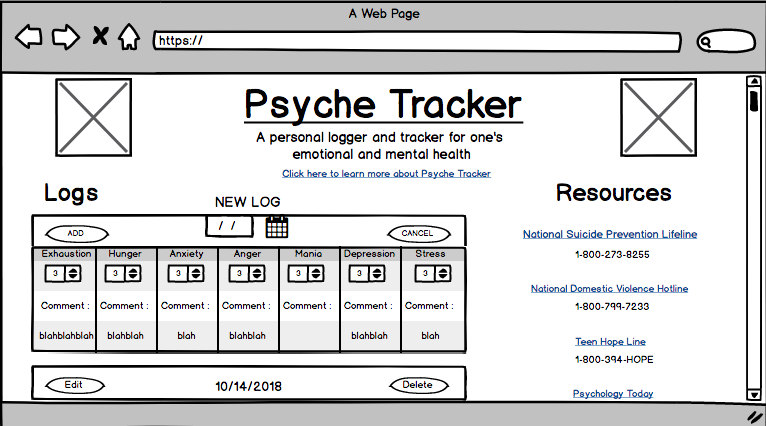 A Web Page
https://
Psyche Tracker
A personal logger and tracker for one's
emotional and mental health
Click here to learn more about Psyche Tracker
Logs
NEW LOG
ADD
/ /
CANCEL
Exhaustion Hunger Anxiety Anger Mania Depression Stress
3 3 3 3 3 3 3
Comment : Comment : Comment : Comment : Comment : Comment : Comment :
blahblahblah blahblah blah blahblah blahblah blah
Edit 10/14/2018 Delete
Resources
National Suicide Prevention Lifeline
1-800-273-8255
National Domestic Violence Hotline
1-800-799-7233
Teen Hope Line
1-800-394-HOPE
Psychology Today